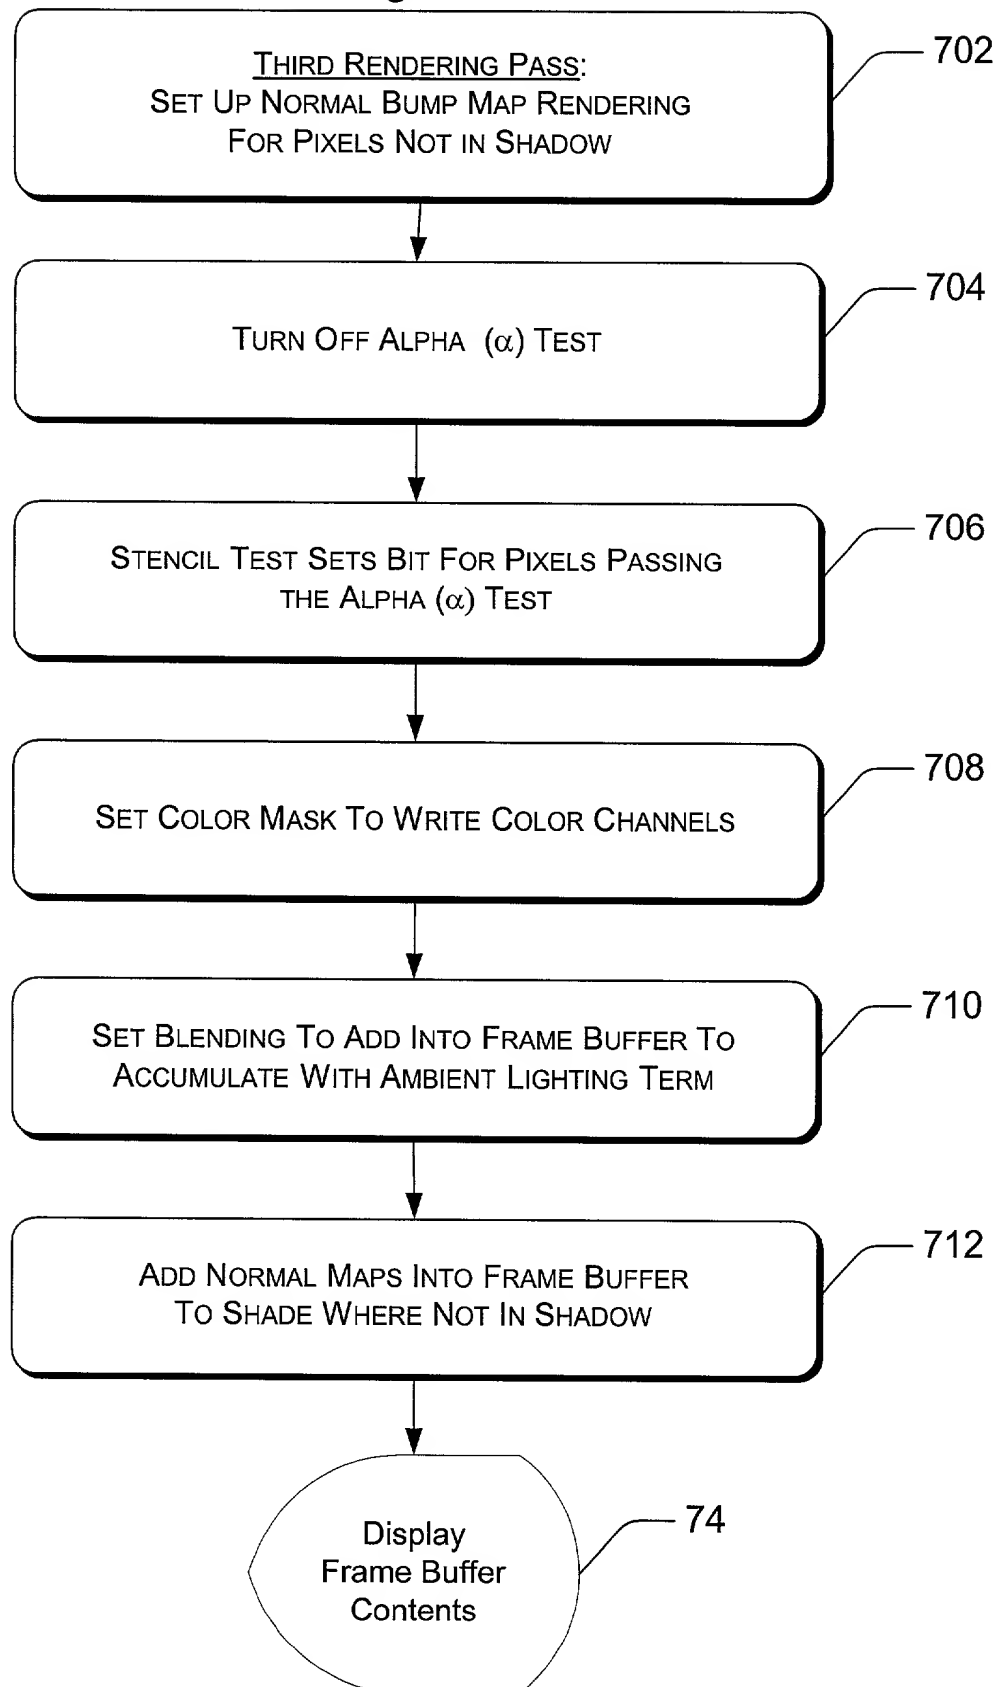 THIRD RENDERING PASS:
SET UP NORMAL BUMP MAP RENDERING
FOR PIXELS NOT IN SHADOW
702
TURN OFF ALPHA (α) TEST
704
STENCIL TEST SETS BIT FOR PIXELS PASSING
THE ALPHA (α) TEST
706
SET COLOR MASK TO WRITE COLOR CHANNELS
708
SET BLENDING TO ADD INTO FRAME BUFFER TO
ACCUMULATE WITH AMBIENT LIGHTING TERM
710
ADD NORMAL MAPS INTO FRAME BUFFER
TO SHADE WHERE NOT IN SHADOW
712
Display
Frame Buffer
Contents
74